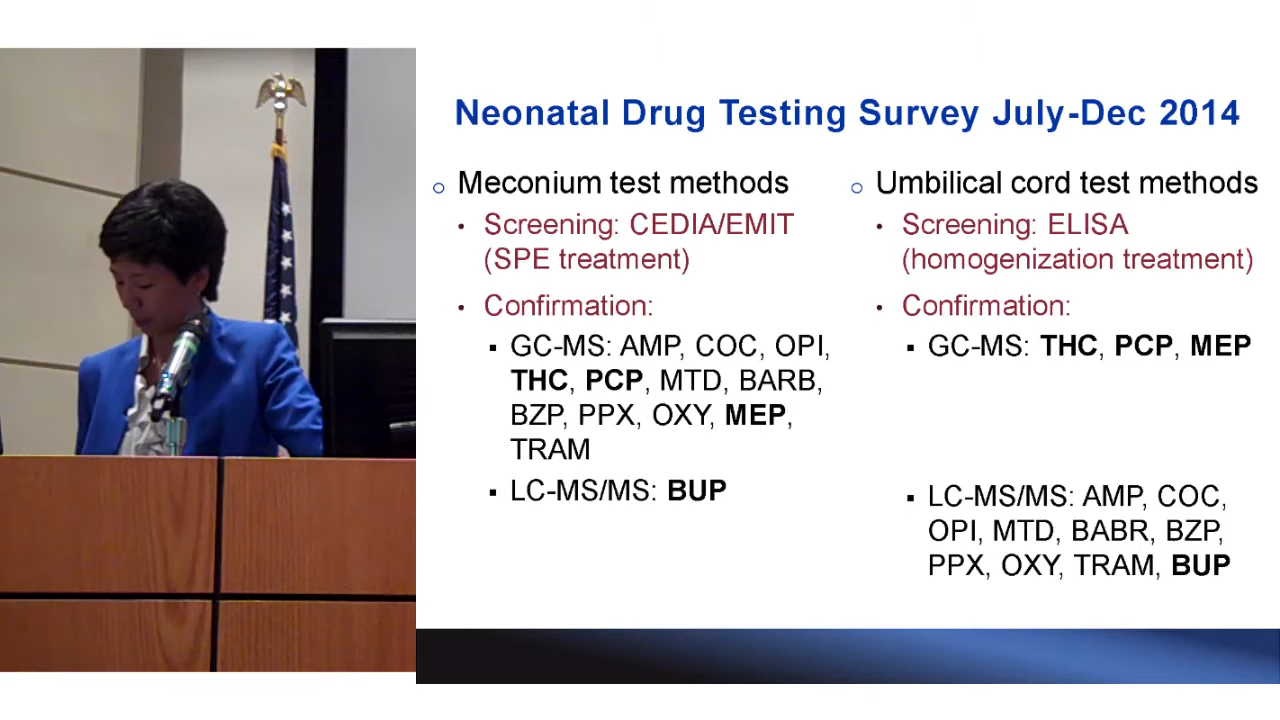 Neonatal Drug Testing Survey July-Dec 2014
Meconium test methods
Screening: CEDIA/EMIT
(SPE treatment)
Confirmation:
GC-MS: AMP, COC, OPI,
THC, PCP, MTD, BARB,
BZP, PPX, OXY, MEP,
TRAM
LC-MS/MS: BUP
Umbilical cord test methods
Screening: ELISA
(homogenization treatment)
Confirmation:
GC-MS: THC, PCP, MEP
LC-MS/MS: AMP, COC,
OPI, MTD, BABR, BZP,
PPX, OXY, TRAM, BUP